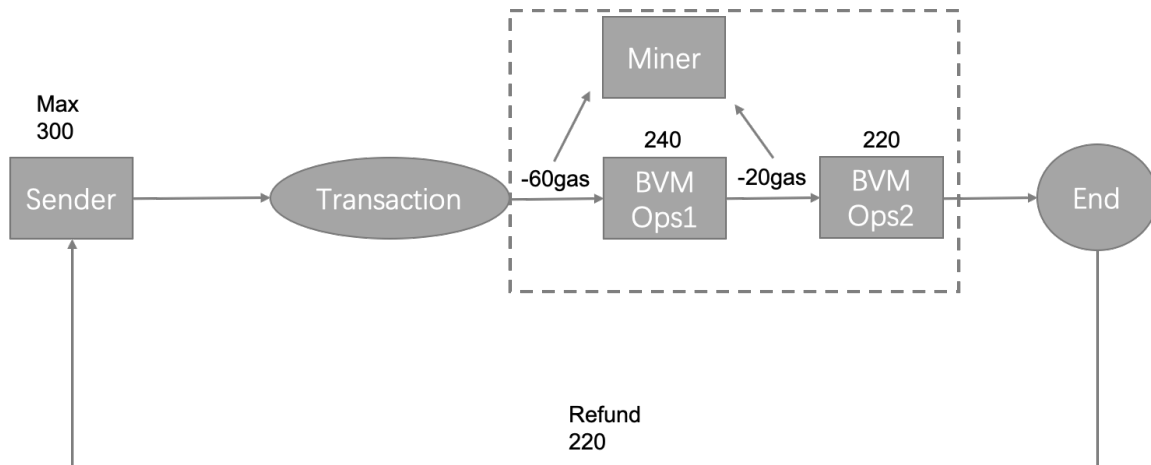 Miner
Max
300
Sender
Transaction
-60gas
240
BVM
Ops1
-20gas
220
BVM
Ops2
End
Refund
220